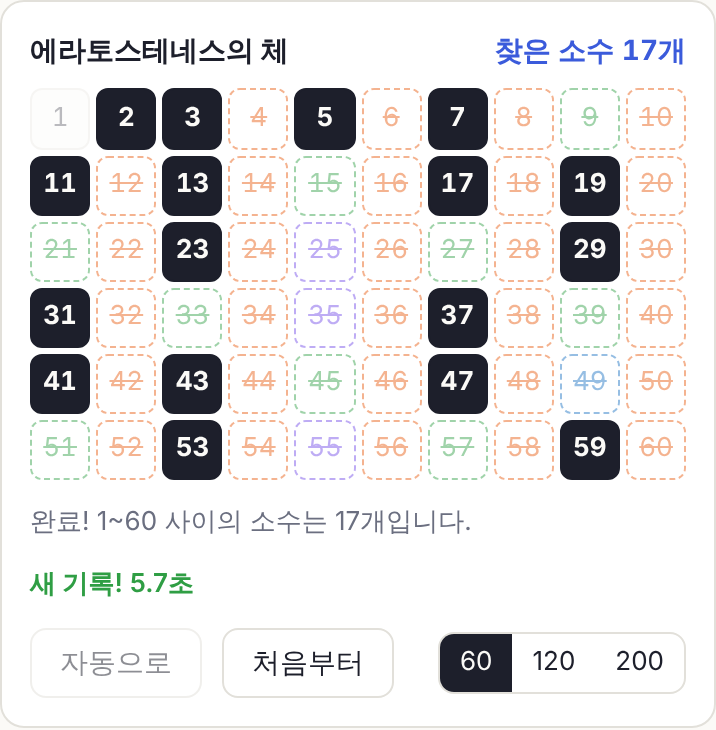 에라토스테네스의 체 찾은 소수 17개
1 2 3 4 5 6 7 8 9 10
11 12 13 14 15 16 17 18 19 20
21 22 23 24 25 26 27 28 29 30
31 32 33 34 35 36 37 38 39 40
41 42 43 44 45 46 47 48 49 50
51 52 53 54 55 56 57 58 59 60
완료! 1~60 사이의 소수는 17개입니다.
새 기록! 5.7초
자동으로 처음부터 60 120 200